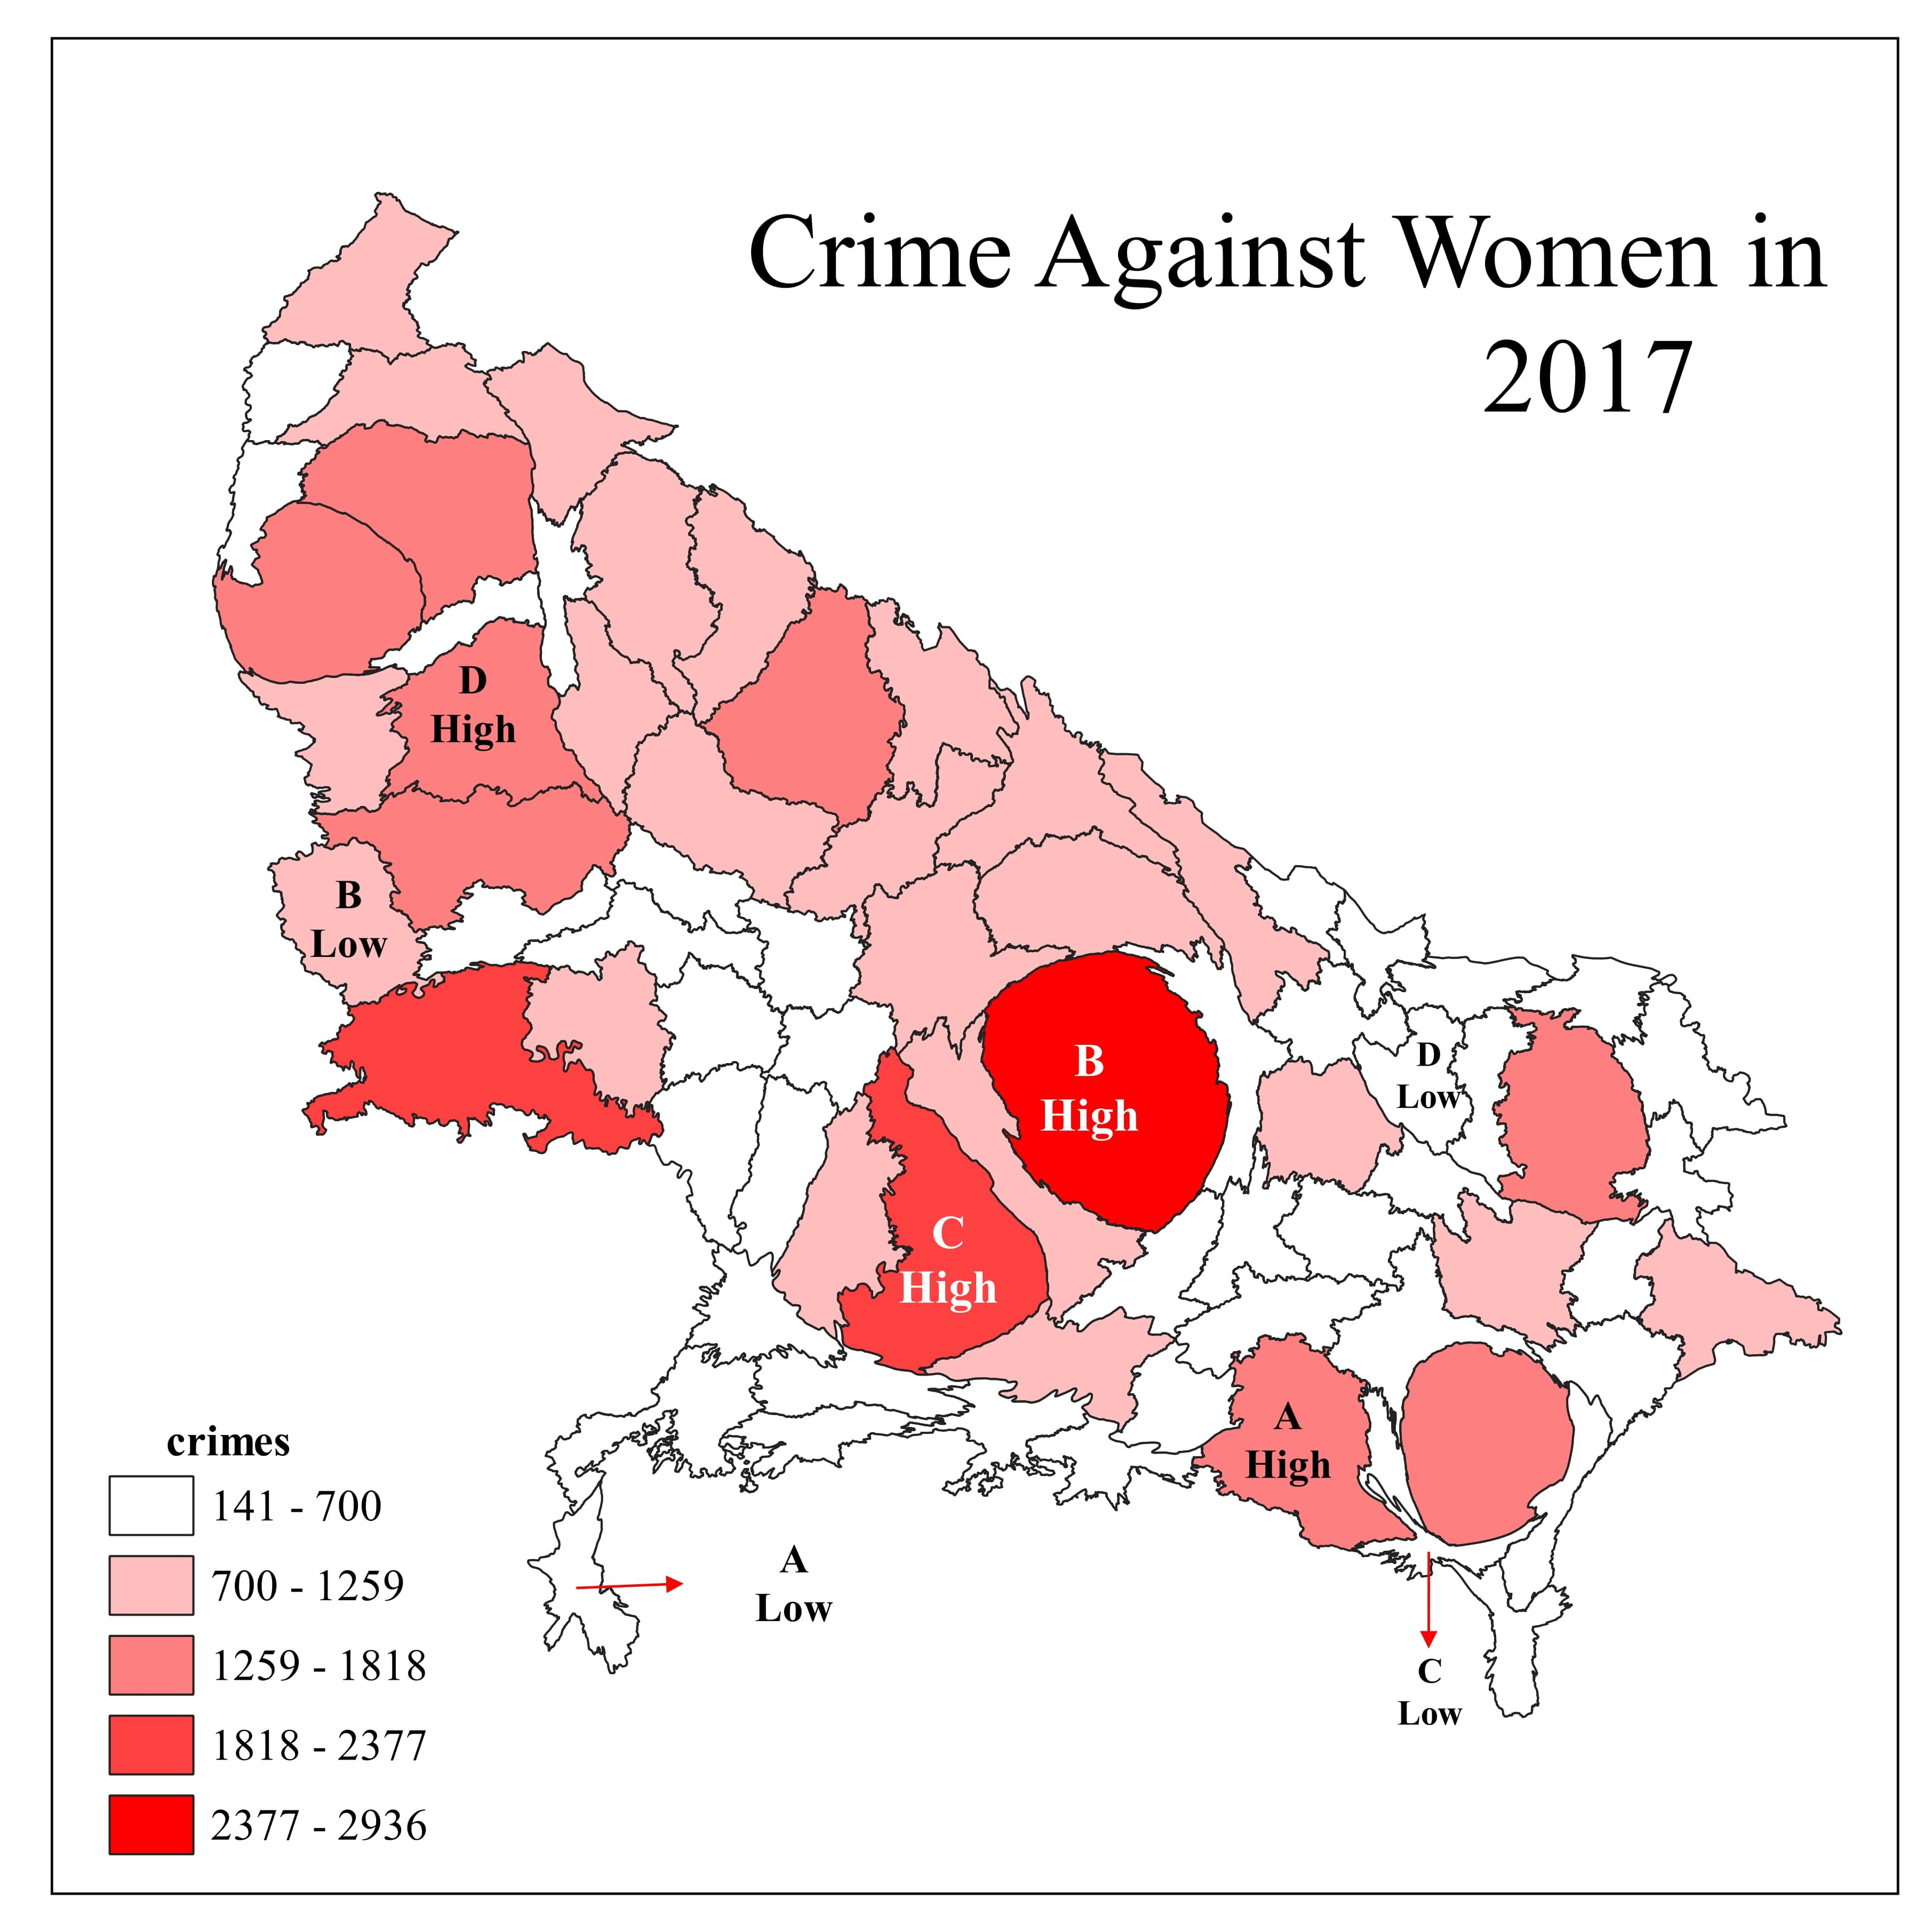 Crime Against Women in
2017
D
High
B
Low
B
High
D
Low
C
High
A
High
A
Low
C
Low
crimes
141 - 700
700 - 1259
1259 - 1818
1818 - 2377
2377 - 2936